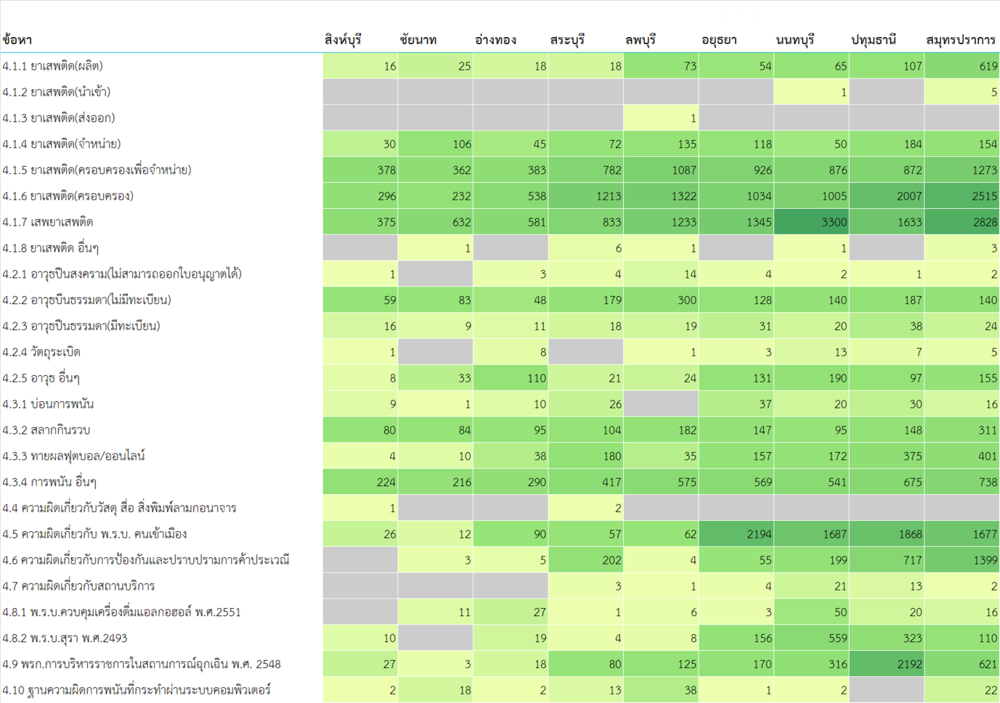 ข้อหา สิงห์บุรี ชัยนาท อ่างทอง สระบุรี ลพบุรี อยุธยา นนทบุรี ปทุมธานี สมุทรปราการ
4.1.1 ยาเสพติด(ผลิต) 16 25 18 18 73 54 65 107 619
4.1.2 ยาเสพติด(นำเข้า) 1 5
4.1.3 ยาเสพติด(ส่งออก) 1
4.1.4 ยาเสพติด(จำหน่าย) 30 106 45 72 135 118 50 184 154
4.1.5 ยาเสพติด(ครอบครองเพื่อจำหน่าย) 378 362 383 782 1087 926 876 872 1273
4.1.6 ยาเสพติด(ครอบครอง) 296 232 538 1213 1322 1034 1005 2007 2515
4.1.7 เสพยาเสพติด 375 632 581 833 1233 1345 3300 1633 2828
4.1.8 ยาเสพติด อื่นๆ 1 6 1 1 3
4.2.1 อาวุธปืนสงคราม(ไม่สามารถออกใบอนุญาตได้) 1 3 4 14 4 2 1 2
4.2.2 อาวุธบืนธรรมดา(ไม่มีทะเบียน) 59 83 48 179 300 128 140 187 140
4.2.3 อาวุธปืนธรรมดา(มีทะเบียน) 16 9 11 18 19 31 20 38 24
4.2.4 วัตถุระเบิด 1 8 1 3 13 7 5
4.2.5 อาวุธ อื่นๆ 8 33 110 21 24 131 190 97 155
4.3.1 บ่อนการพนัน 9 1 10 26 37 20 30 16
4.3.2 สลากกินรวบ 80 84 95 104 182 147 95 148 311
4.3.3 ทายผลฟุตบอล/ออนไลน์ 4 10 38 180 35 157 172 375 401
4.3.4 การพนัน อื่นๆ 224 216 290 417 575 569 541 675 738
4.4 ความผิดเกี่ยวกับวัสดุ สื่อ สิ่งพิมพ์ลามกอนาจาร 1 2
4.5 ความผิดเกี่ยวกับ พ.ร.บ. คนเข้าเมือง 26 12 90 57 62 2194 1687 1868 1677
4.6 ความผิดเกี่ยวกับการป้องกันและปราบปรามการค้าประเวณี 3 5 202 4 55 199 717 1399
4.7 ความผิดเกี่ยวกับสถานบริการ 3 1 4 21 13 2
4.8.1 พ.ร.บ.ควบคุมเครื่องดื่มแอลกอฮอล์ พ.ศ.2551 11 27 1 6 3 50 20 16
4.8.2 พ.ร.บ.สุรา พ.ศ.2493 10 19 4 8 156 559 323 110
4.9 พรก.การบริหารราชการในสถานการณ์ฉุกเฉิน พ.ศ. 2548 27 3 18 80 125 170 316 2192 621
4.10 ฐานความผิดการพนันที่กระทำผ่านระบบคอมพิวเตอร์ 2 18 2 13 38 1 2 22